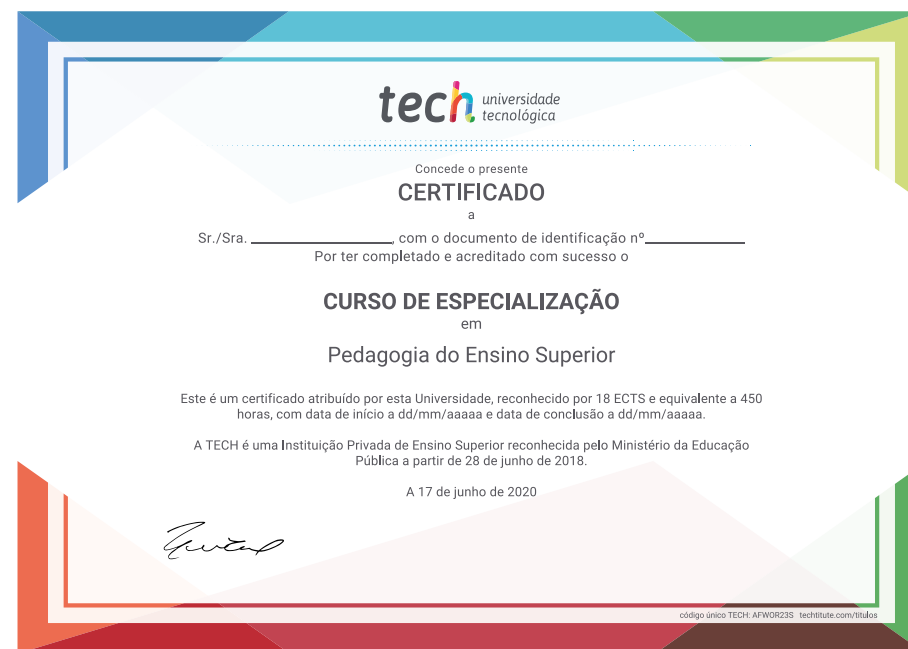 tech universidade
tecnológica
Concede o presente
CERTIFICADO
a
Sr./Sra. ________________, com o documento de identificação nº____________
Por ter completado e acreditado com sucesso o
CURSO DE ESPECIALIZAÇÃO
em
Pedagogia do Ensino Superior
Este é um certificado atribuído por esta Universidade, reconhecido por 18 ECTS e equivalente a 450
horas, com data de início a dd/mm/aaaaa e data de conclusão a dd/mm/aaaaa.
A TECH é uma Instituição Privada de Ensino Superior reconhecida pelo Ministério da Educação
Pública a partir de 28 de junho de 2018.
A 17 de junho de 2020
código único TECH: AFWOR23S techtitute.com/titulos